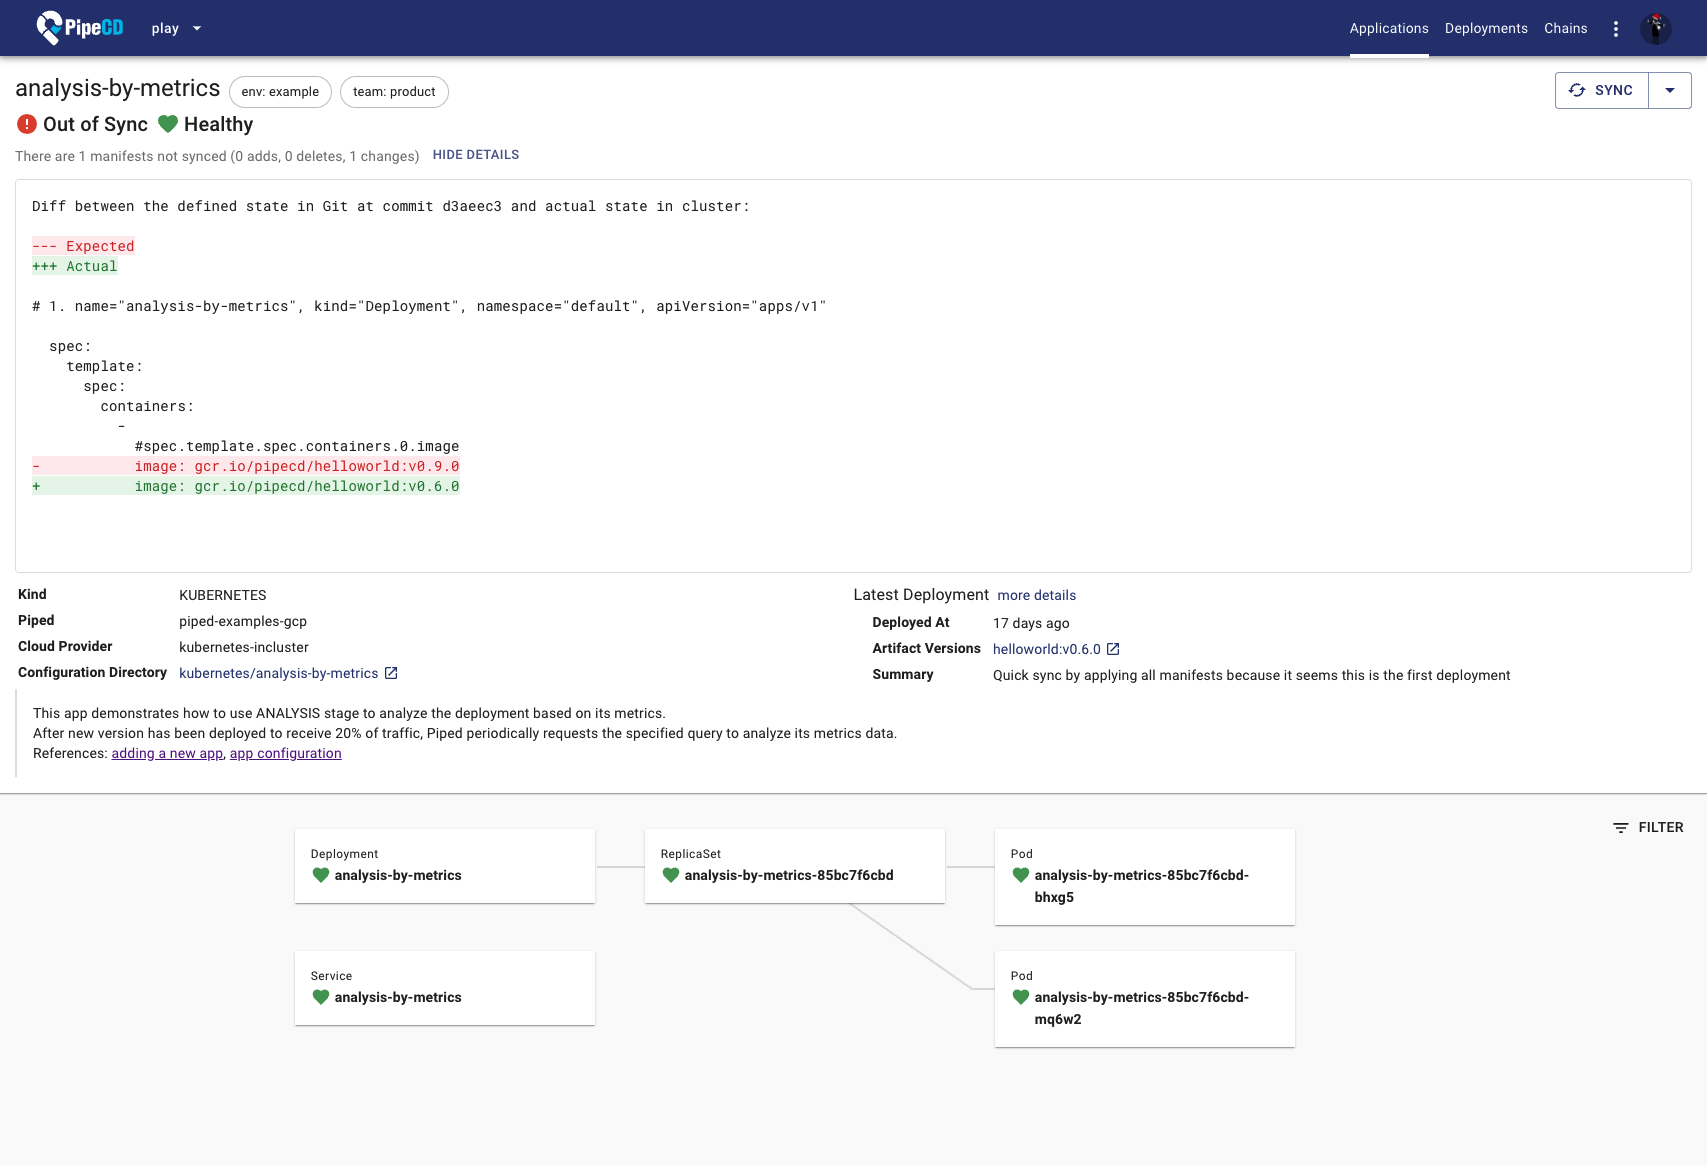 PipeCD play Applications Deployments Chains
analysis-by-metrics env: example team: product SYNC
Out of Sync Healthy
There are 1 manifests not synced (0 adds, 0 deletes, 1 changes) HIDE DETAILS
Diff between the defined state in Git at commit d3aeec3 and actual state in cluster:
--- Expected
+++ Actual
# 1. name="analysis-by-metrics", kind="Deployment", namespace="default", apiVersion="apps/v1"
spec:
template:
spec:
containers:
-
#spec.template.spec.containers.0.image
- image: gcr.io/pipecd/helloworld:v0.9.0
+ image: gcr.io/pipecd/helloworld:v0.6.0
Kind KUBERNETES
Piped piped-examples-gcp
Cloud Provider kubernetes-incluster
Configuration Directory kubernetes/analysis-by-metrics
Latest Deployment more details
Deployed At 17 days ago
Artifact Versions helloworld:v0.6.0
Summary Quick sync by applying all manifests because it seems this is the first deployment
This app demonstrates how to use ANALYSIS stage to analyze the deployment based on its metrics.
After new version has been deployed to receive 20% of traffic, Piped periodically requests the specified query to analyze its metrics data.
References: adding a new app, app configuration
FILTER
Deployment
analysis-by-metrics
ReplicaSet
analysis-by-metrics-85bc7f6cbd
Pod
analysis-by-metrics-85bc7f6cbd-
bhxg5
Service
analysis-by-metrics
Pod
analysis-by-metrics-85bc7f6cbd-
mq6w2